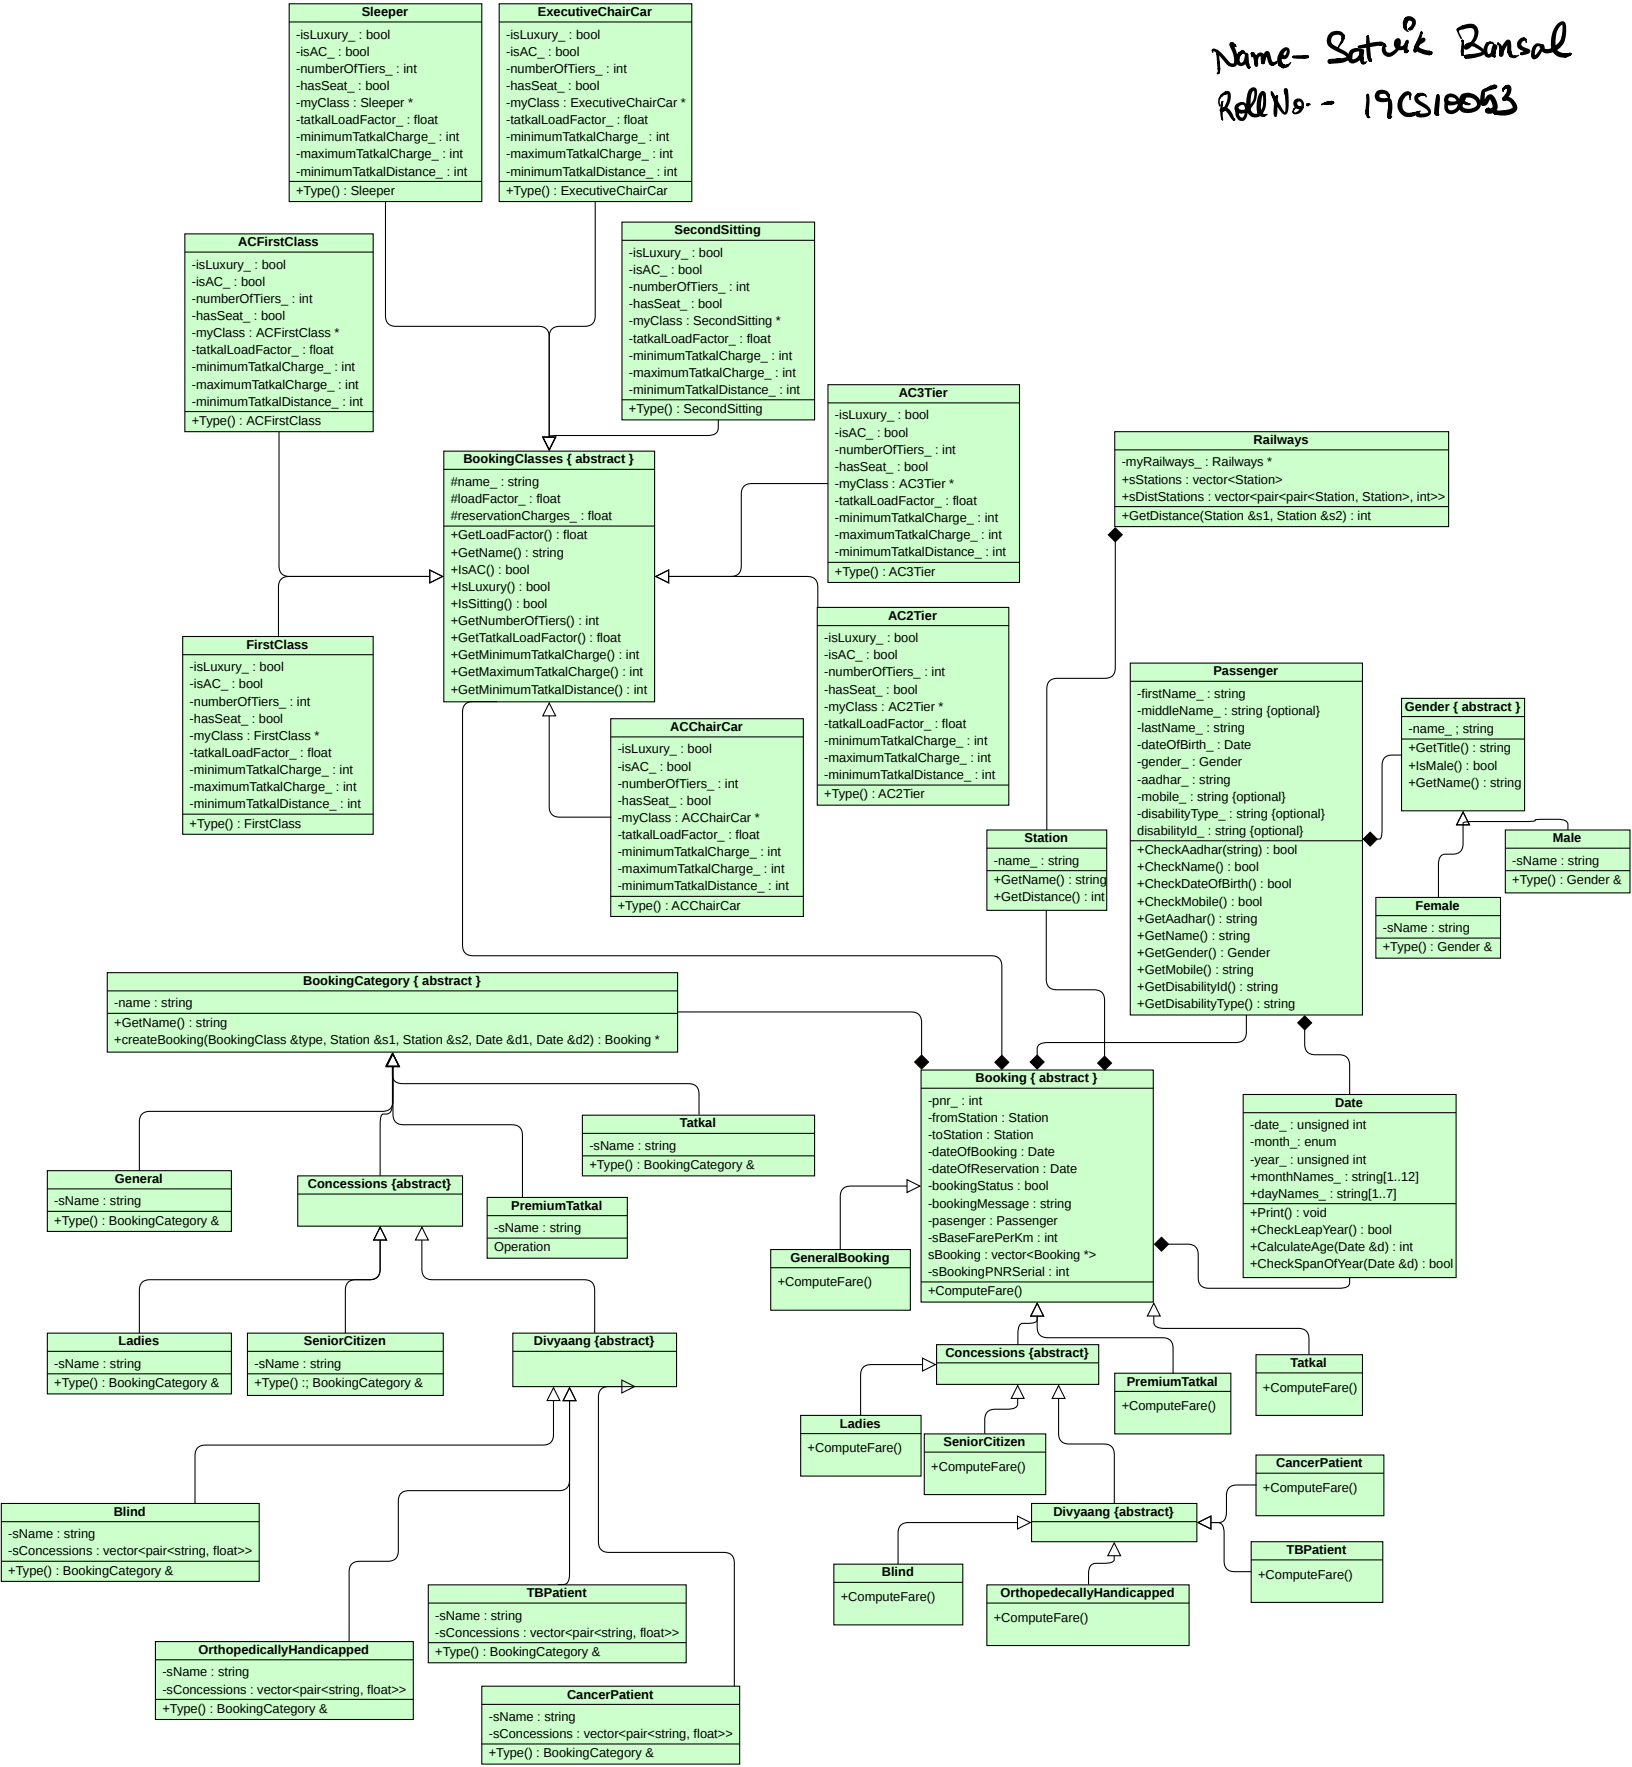 Name- Satvik Bansal
Roll No. - 19CS10053
Sleeper
-isLuxury_ : bool
-isAC_ : bool
-numberOfTiers_ : int
-hasSeat_ : bool
-myClass : Sleeper *
-tatkalLoadFactor_ : float
-minimumTatkalCharge_ : int
-maximumTatkalCharge_ : int
-minimumTatkalDistance_ : int
+Type() : Sleeper
ExecutiveChairCar
-isLuxury_ : bool
-isAC_ : bool
-numberOfTiers_ : int
-hasSeat_ : bool
-myClass : ExecutiveChairCar *
-tatkalLoadFactor_ : float
-minimumTatkalCharge_ : int
-maximumTatkalCharge_ : int
-minimumTatkalDistance_ : int
+Type() : ExecutiveChairCar
ACFirstClass
-isLuxury_ : bool
-isAC_ : bool
-numberOfTiers_ : int
-hasSeat_ : bool
-myClass : ACFirstClass *
-tatkalLoadFactor_ : float
-minimumTatkalCharge_ : int
-maximumTatkalCharge_ : int
-minimumTatkalDistance_ : int
+Type() : ACFirstClass
SecondSitting
-isLuxury_ : bool
-isAC_ : bool
-numberOfTiers_ : int
-hasSeat_ : bool
-myClass : SecondSitting *
-tatkalLoadFactor_ : float
-minimumTatkalCharge_ : int
-maximumTatkalCharge_ : int
-minimumTatkalDistance_ : int
+Type() : SecondSitting
AC3Tier
-isLuxury_ : bool
-isAC_ : bool
-numberOfTiers_ : int
-hasSeat_ : bool
-myClass : AC3Tier *
-tatkalLoadFactor_ : float
-minimumTatkalCharge_ : int
-maximumTatkalCharge_ : int
-minimumTatkalDistance_ : int
+Type() : AC3Tier
Railways
-myRailways_ : Railways *
+sStations : vector<Station>
+sDistStations : vector<pair<pair<Station, Station>, int>>
+GetDistance(Station &s1, Station &s2) : int
BookingClasses { abstract }
#name_ : string
#loadFactor_ : float
#reservationCharges_ : float
+GetLoadFactor() : float
+GetName() : string
+IsAC() : bool
+IsLuxury() : bool
+IsSitting() : bool
+GetNumberOfTiers() : int
+GetTatkalLoadFactor() : float
+GetMinimumTatkalCharge() : int
+GetMaximumTatkalCharge() : int
+GetMinimumTatkalDistance() : int
FirstClass
-isLuxury_ : bool
-isAC_ : bool
-numberOfTiers_ : int
-hasSeat_ : bool
-myClass : FirstClass *
-tatkalLoadFactor_ : float
-minimumTatkalCharge_ : int
-maximumTatkalCharge_ : int
-minimumTatkalDistance_ : int
+Type() : FirstClass
AC2Tier
-isLuxury_ : bool
-isAC_ : bool
-numberOfTiers_ : int
-hasSeat_ : bool
-myClass : AC2Tier *
-tatkalLoadFactor_ : float
-minimumTatkalCharge_ : int
-maximumTatkalCharge_ : int
-minimumTatkalDistance_ : int
+Type() : AC2Tier
ACChairCar
-isLuxury_ : bool
-isAC_ : bool
-numberOfTiers_ : int
-hasSeat_ : bool
-myClass : ACChairCar *
-tatkalLoadFactor_ : float
-minimumTatkalCharge_ : int
-maximumTatkalCharge_ : int
-minimumTatkalDistance_ : int
+Type() : ACChairCar
Passenger
-firstName_ : string
-middleName_ : string {optional}
-lastName_ : string
-dateOfBirth_ : Date
-gender_ : Gender
-aadhar_ : string
-mobile_ : string {optional}
-disabilityType_ : string {optional}
disabilityId_ : string {optional}
+CheckAadhar(string) : bool
+CheckName() : bool
+CheckDateOfBirth() : bool
+CheckMobile() : bool
+GetAadhar() : string
+GetName() : string
+GetGender() : Gender
+GetMobile() : string
+GetDisabilityId() : string
+GetDisabilityType() : string
Gender { abstract }
-name_ ; string
+GetTitle() : string
+IsMale() : bool
+GetName() : string
Male
-sName : string
+Type() : Gender &
Female
-sName : string
+Type() : Gender &
Station
-name_ : string
+GetName() : string
+GetDistance() : int
BookingCategory { abstract }
-name : string
+GetName() : string
+createBooking(BookingClass &type, Station &s1, Station &s2, Date &d1, Date &d2) : Booking *
Booking { abstract }
-pnr_ : int
-fromStation : Station
-toStation : Station
-dateOfBooking : Date
-dateOfReservation : Date
-bookingStatus : bool
-bookingMessage : string
-pasenger : Passenger
-sBaseFarePerKm : int
sBooking : vector<Booking *>
-sBookingPNRSerial : int
+ComputeFare()
Date
-date_ : unsigned int
-month_: enum
-year_ : unsigned int
+monthNames_ : string[1..12]
+dayNames_ : string[1..7]
+Print() : void
+CheckLeapYear() : bool
+CalculateAge(Date &d) : int
+CheckSpanOfYear(Date &d) : bool
Tatkal
-sName : string
+Type() : BookingCategory &
General
-sName : string
+Type() : BookingCategory &
Concessions {abstract}
PremiumTatkal
-sName : string
Operation
GeneralBooking
+ComputeFare()
Ladies
-sName : string
+Type() : BookingCategory &
SeniorCitizen
-sName : string
+Type() :; BookingCategory &
Divyaang {abstract}
Concessions {abstract}
PremiumTatkal
+ComputeFare()
Tatkal
+ComputeFare()
Ladies
+ComputeFare()
SeniorCitizen
+ComputeFare()
CancerPatient
+ComputeFare()
Divyaang {abstract}
TBPatient
+ComputeFare()
Blind
+ComputeFare()
OrthopedecallyHandicapped
+ComputeFare()
Blind
-sName : string
-sConcessions : vector<pair<string, float>>
+Type() : BookingCategory &
TBPatient
-sName : string
-sConcessions : vector<pair<string, float>>
+Type() : BookingCategory &
OrthopedicallyHandicapped
-sName : string
-sConcessions : vector<pair<string, float>>
+Type() : BookingCategory &
CancerPatient
-sName : string
-sConcessions : vector<pair<string, float>>
+Type() : BookingCategory &